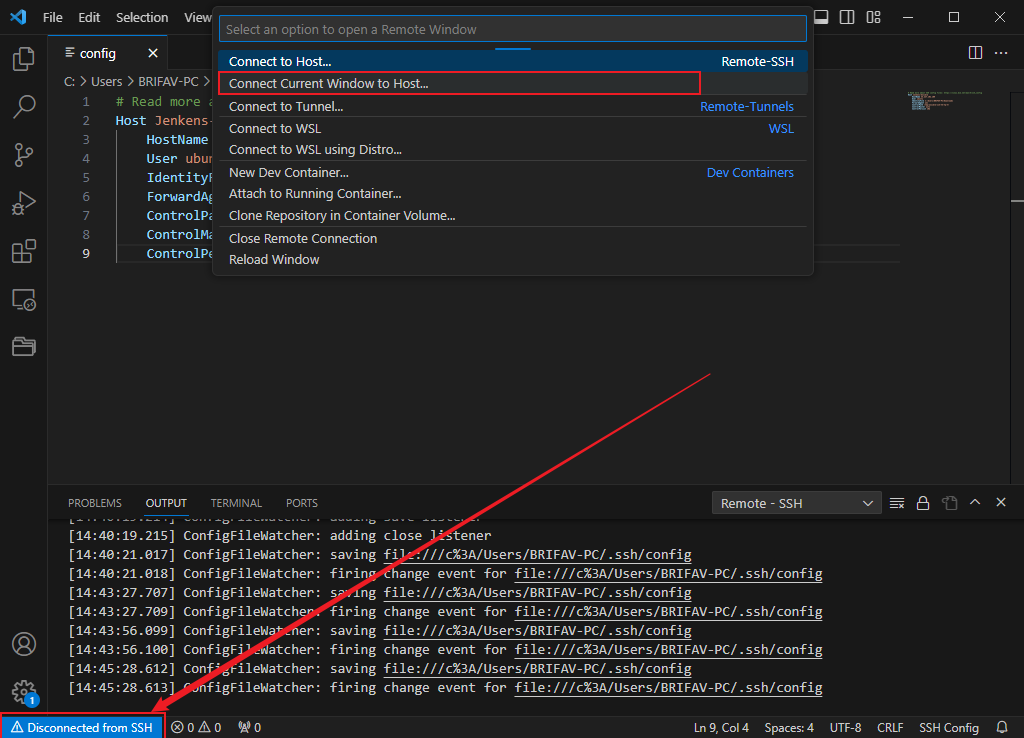 File Edit Selection View
Select an option to open a Remote Window
config
Connect to Host... Remote-SSH
C: > Users > BRIFAV-PC >
Connect Current Window to Host...
1 # Read more
Connect to Tunnel... Remote-Tunnels
2 Host Jenkens-
Connect to WSL WSL
3 HostName
Connect to WSL using Distro...
4 User ubu
New Dev Container... Dev Containers
5 IdentityF
Attach to Running Container...
6 ForwardAg
Clone Repository in Container Volume...
7 ControlPa
Close Remote Connection
8 ControlMa
Reload Window
9 ControlPe
PROBLEMS OUTPUT TERMINAL PORTS Remote - SSH
[14:40:19.214] ConfigFileWatcher: adding save listener
[14:40:19.215] ConfigFileWatcher: adding close listener
[14:40:21.017] ConfigFileWatcher: saving file:///c%3A/Users/BRIFAV-PC/.ssh/config
[14:40:21.018] ConfigFileWatcher: firing change event for file:///c%3A/Users/BRIFAV-PC/.ssh/config
[14:43:27.707] ConfigFileWatcher: saving file:///c%3A/Users/BRIFAV-PC/.ssh/config
[14:43:27.709] ConfigFileWatcher: firing change event for file:///c%3A/Users/BRIFAV-PC/.ssh/config
[14:43:56.099] ConfigFileWatcher: saving file:///c%3A/Users/BRIFAV-PC/.ssh/config
[14:43:56.100] ConfigFileWatcher: firing change event for file:///c%3A/Users/BRIFAV-PC/.ssh/config
[14:45:28.612] ConfigFileWatcher: saving file:///c%3A/Users/BRIFAV-PC/.ssh/config
[14:45:28.613] ConfigFileWatcher: firing change event for file:///c%3A/Users/BRIFAV-PC/.ssh/config
1
Disconnected from SSH 0 0 0 Ln 9, Col 4 Spaces: 4 UTF-8 CRLF SSH Config